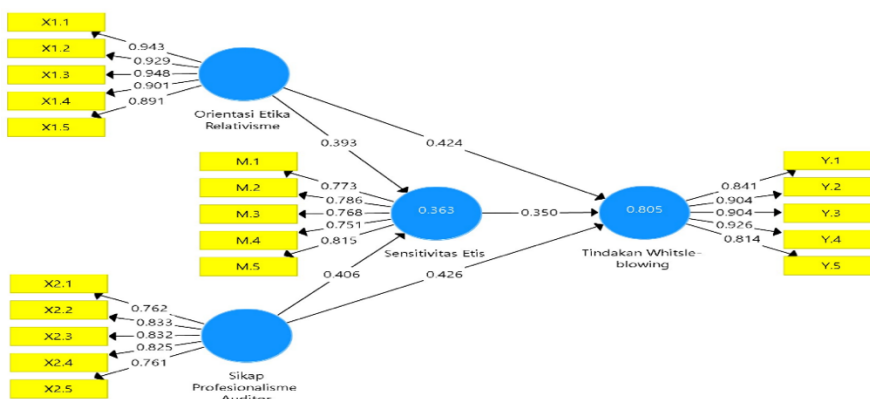 X1.1
X1.2
X1.3
X1.4
X1.5
0.943
0.929
0.948
0.901
0.891
Orientasi Etika
Relativisme
0.393
0.424
M.1
M.2
M.3
M.4
M.5
0.773
0.786
0.768
0.751
0.815
0.363
Sensitivitas Etis
0.350
0.805
Tindakan Whitsle-
blowing
0.841
0.904
0.904
0.926
0.814
Y.1
Y.2
Y.3
Y.4
Y.5
0.406
0.426
X2.1
X2.2
X2.3
X2.4
X2.5
0.762
0.833
0.832
0.825
0.761
Sikap
Profesionalisme
Auditor